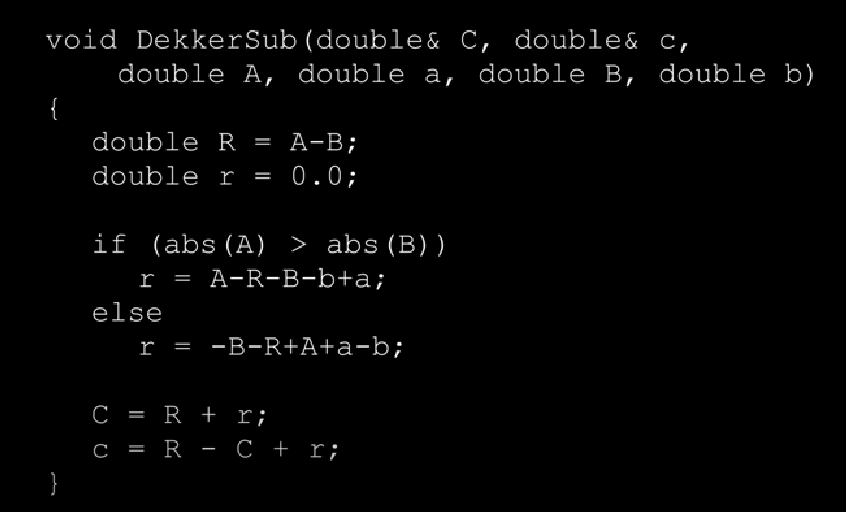 void DekkerSub(double& C, double& c,
double A, double a, double B, double b)
{
double R = A-B;
double r = 0.0;
if (abs(A) > abs(B))
r = A-R-B-b+a;
else
r = -B-R+A+a-b;
C = R + r;
c = R - C + r;
}